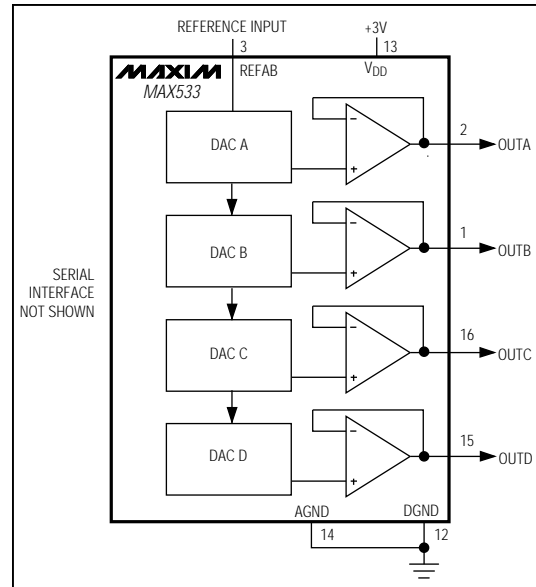 REFERENCE INPUT
+3V
3
13
MAXIM
REFAB
VDD
MAX533
DAC A
−
+
2
OUTA
DAC B
−
+
1
OUTB
SERIAL
INTERFACE
NOT SHOWN
DAC C
−
+
16
OUTC
DAC D
−
+
15
OUTD
AGND
DGND
14
12